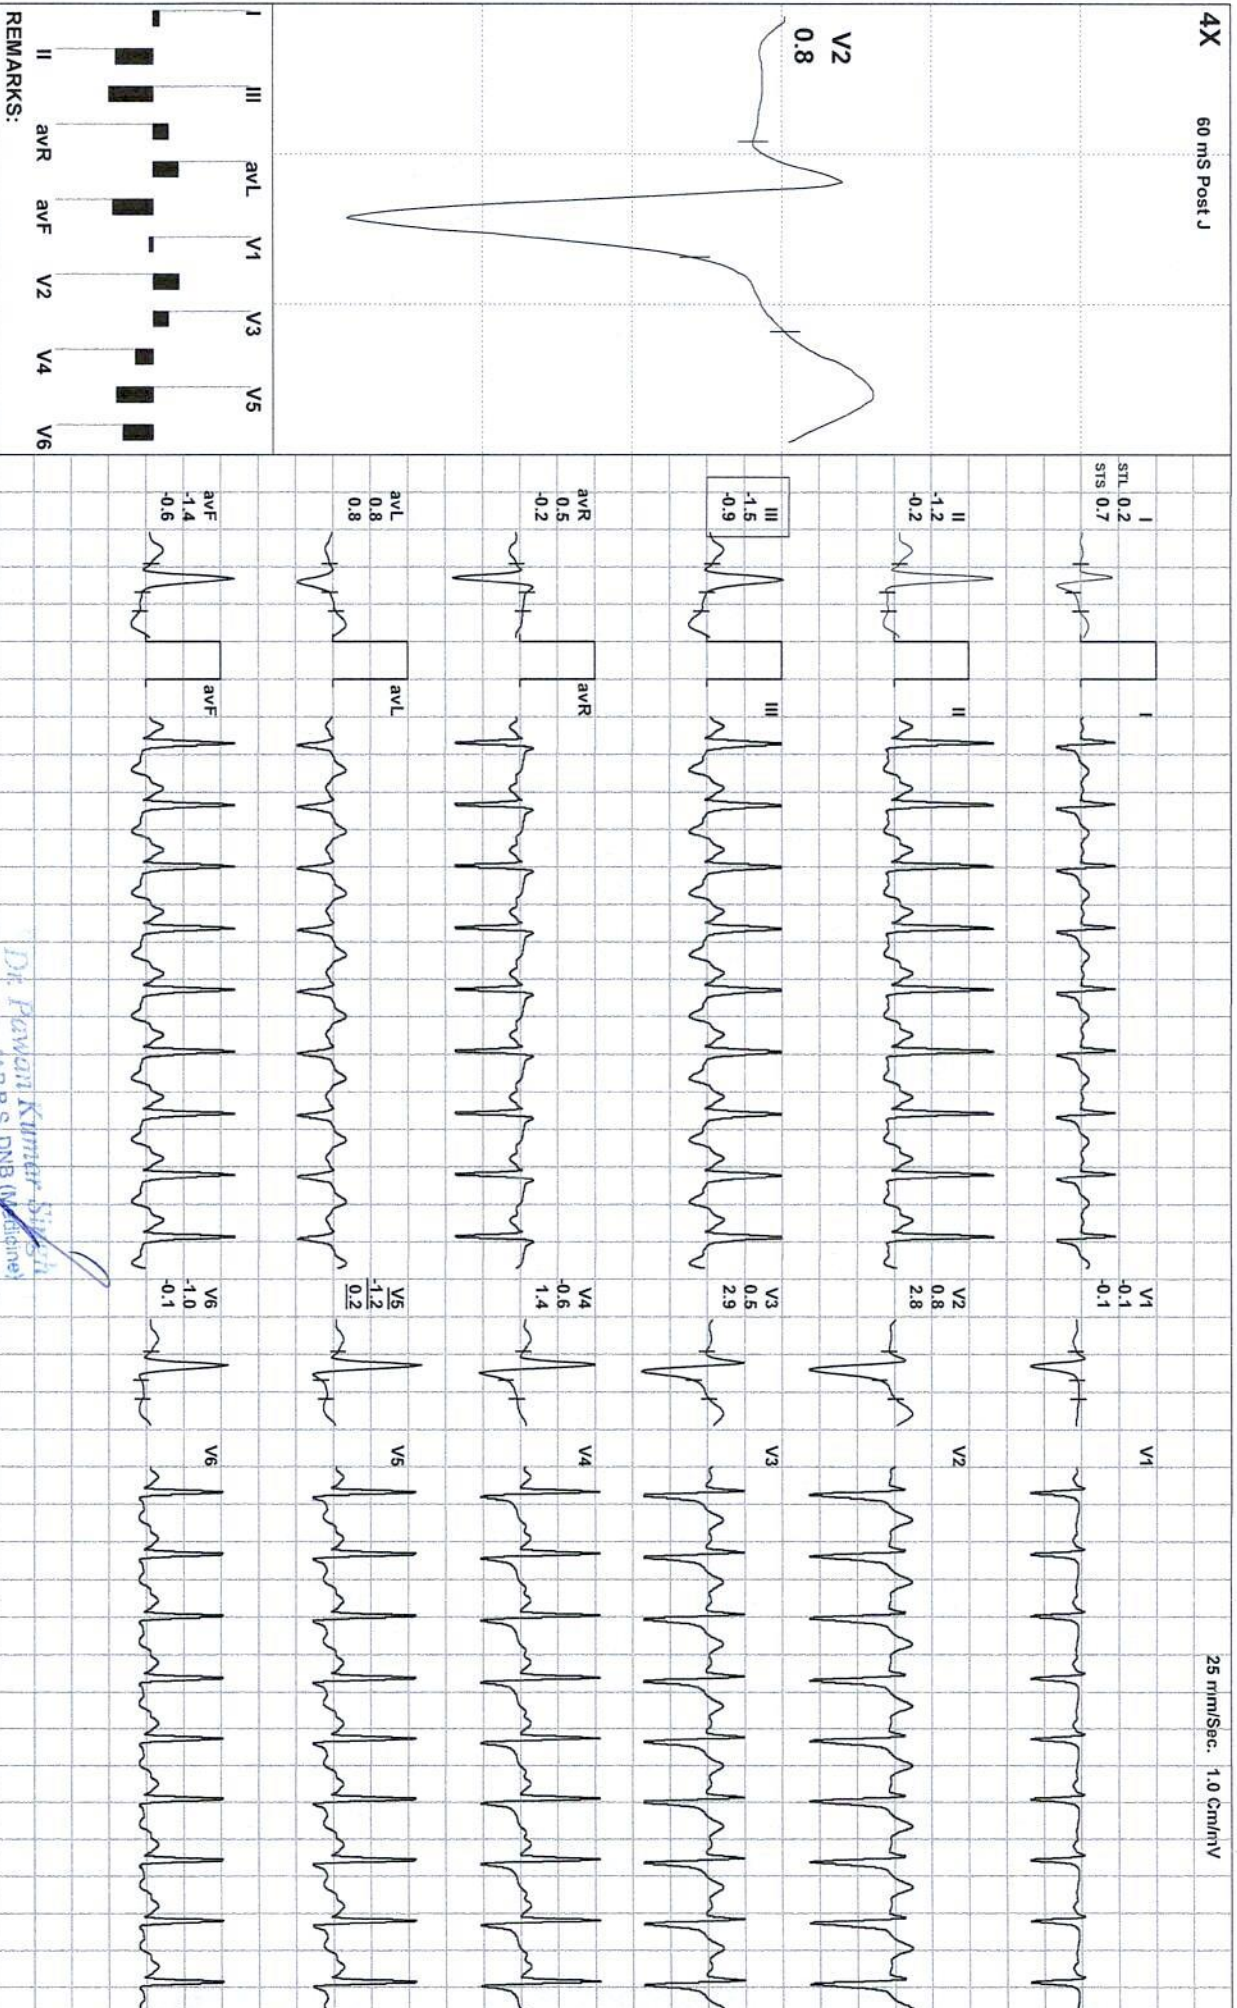 4X
60 mS Post J
25 mm/Sec. 1.0 Cm/mV
V2
0.8
I
STL 0.2
STS 0.7
I
V1
-0.1
-0.1
V1
II
-1.2
-0.2
II
V2
0.8
2.8
V2
III
-1.5
-0.9
III
V3
0.5
2.9
V3
avR
0.5
-0.2
avR
V4
-0.6
1.4
V4
avL
0.8
0.8
avL
V5
-1.2
0.2
V5
avF
-1.4
-0.6
avF
V6
-1.0
-0.1
V6
I III avL V1 V3 V5
II avR avF V2 V4 V6
REMARKS:
Dr. Pawan Kumar Singh
M.B.B.S, DNB (Medicine)